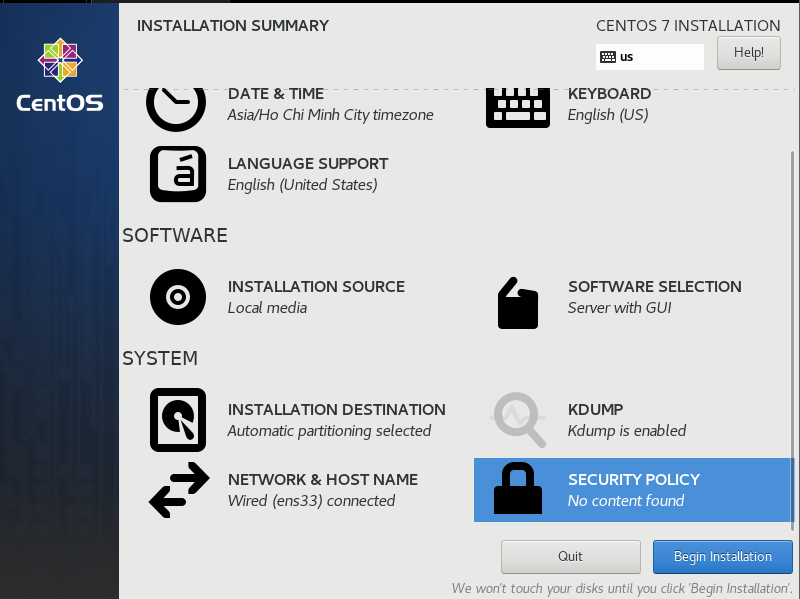 CentOS
INSTALLATION SUMMARY
CENTOS 7 INSTALLATION
us
Help!
DATE & TIME
Asia/Ho Chi Minh City timezone
KEYBOARD
English (US)
á
LANGUAGE SUPPORT
English (United States)
SOFTWARE
INSTALLATION SOURCE
Local media
SOFTWARE SELECTION
Server with GUI
SYSTEM
INSTALLATION DESTINATION
Automatic partitioning selected
KDUMP
Kdump is enabled
NETWORK & HOST NAME
Wired (ens33) connected
SECURITY POLICY
No content found
Quit
Begin Installation
We won't touch your disks until you click 'Begin Installation'.